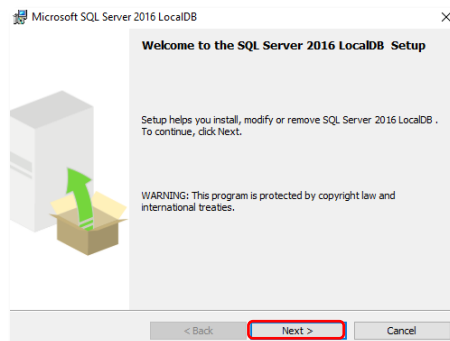 Microsoft SQL Server 2016 LocalDB
Welcome to the SQL Server 2016 LocalDB Setup
Setup helps you install, modify or remove SQL Server 2016 LocalDB .
To continue, click Next.
WARNING: This program is protected by copyright law and
international treaties.
< Back Next > Cancel